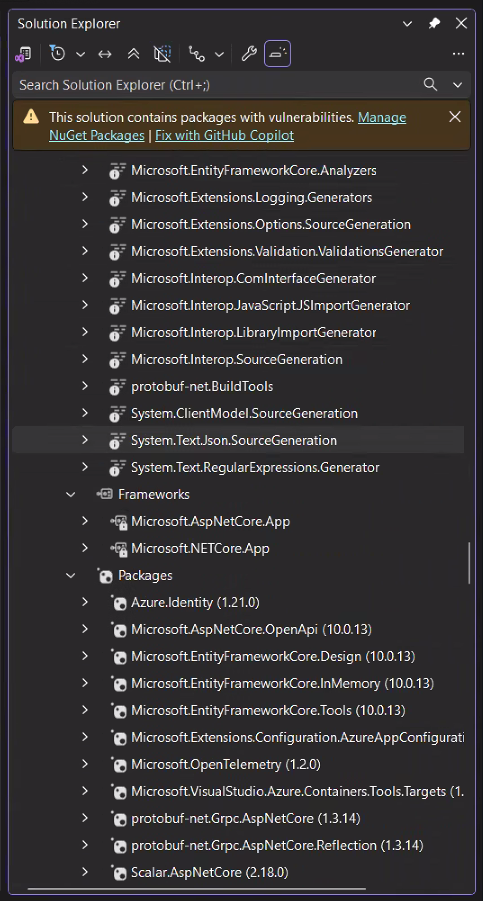 Solution Explorer
Search Solution Explorer (Ctrl+;)
This solution contains packages with vulnerabilities. Manage
NuGet Packages | Fix with GitHub Copilot
Microsoft.EntityFrameworkCore.Analyzers
Microsoft.Extensions.Logging.Generators
Microsoft.Extensions.Options.SourceGeneration
Microsoft.Extensions.Validation.ValidationsGenerator
Microsoft.Interop.ComInterfaceGenerator
Microsoft.Interop.JavaScript.JSImportGenerator
Microsoft.Interop.LibraryImportGenerator
Microsoft.Interop.SourceGeneration
protobuf-net.BuildTools
System.ClientModel.SourceGeneration
System.Text.Json.SourceGeneration
System.Text.RegularExpressions.Generator
Frameworks
Microsoft.AspNetCore.App
Microsoft.NETCore.App
Packages
Azure.Identity (1.21.0)
Microsoft.AspNetCore.OpenApi (10.0.13)
Microsoft.EntityFrameworkCore.Design (10.0.13)
Microsoft.EntityFrameworkCore.InMemory (10.0.13)
Microsoft.EntityFrameworkCore.Tools (10.0.13)
Microsoft.Extensions.Configuration.AzureAppConfigurati
Microsoft.OpenTelemetry (1.2.0)
Microsoft.VisualStudio.Azure.Containers.Tools.Targets (1.
protobuf-net.Grpc.AspNetCore (1.3.14)
protobuf-net.Grpc.AspNetCore.Reflection (1.3.14)
Scalar.AspNetCore (2.18.0)